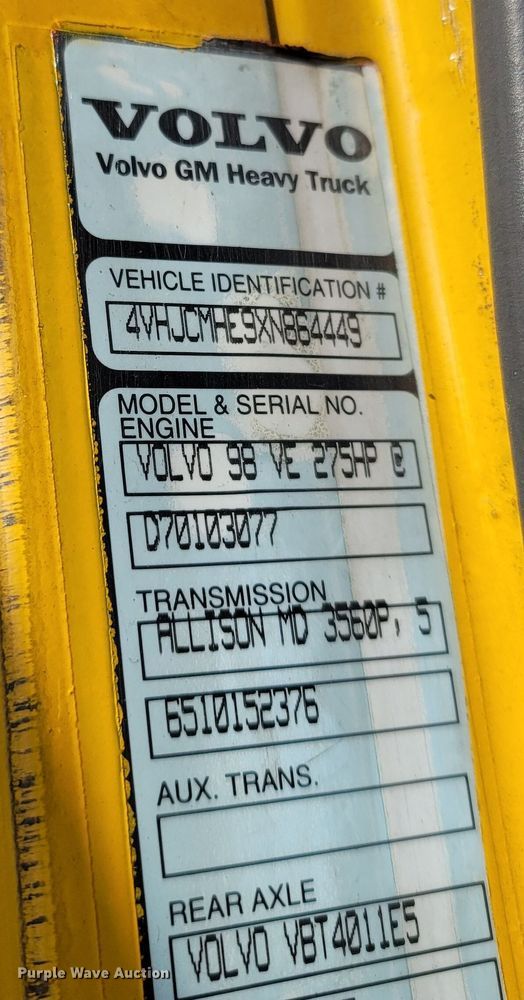 VOLVO
Volvo GM Heavy Truck
VEHICLE IDENTIFICATION #
4VHJCMHE9XN864449
MODEL & SERIAL NO.
ENGINE
VOLVO 98 VE 275HP @
D70103077
TRANSMISSION
ALLISON MD 3560P, 5
6510152376
AUX. TRANS.
REAR AXLE
VOLVO VBT4011E5
Purple Wave Auction